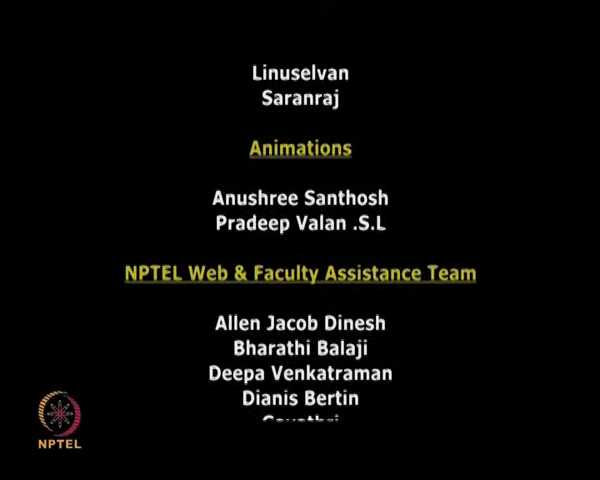 Linuselvan
Saranraj
Animations
Anushree Santhosh
Pradeep Valan .S.L
NPTEL Web & Faculty Assistance Team
Allen Jacob Dinesh
Bharathi Balaji
Deepa Venkatraman
Dianis Bertin
NPTEL